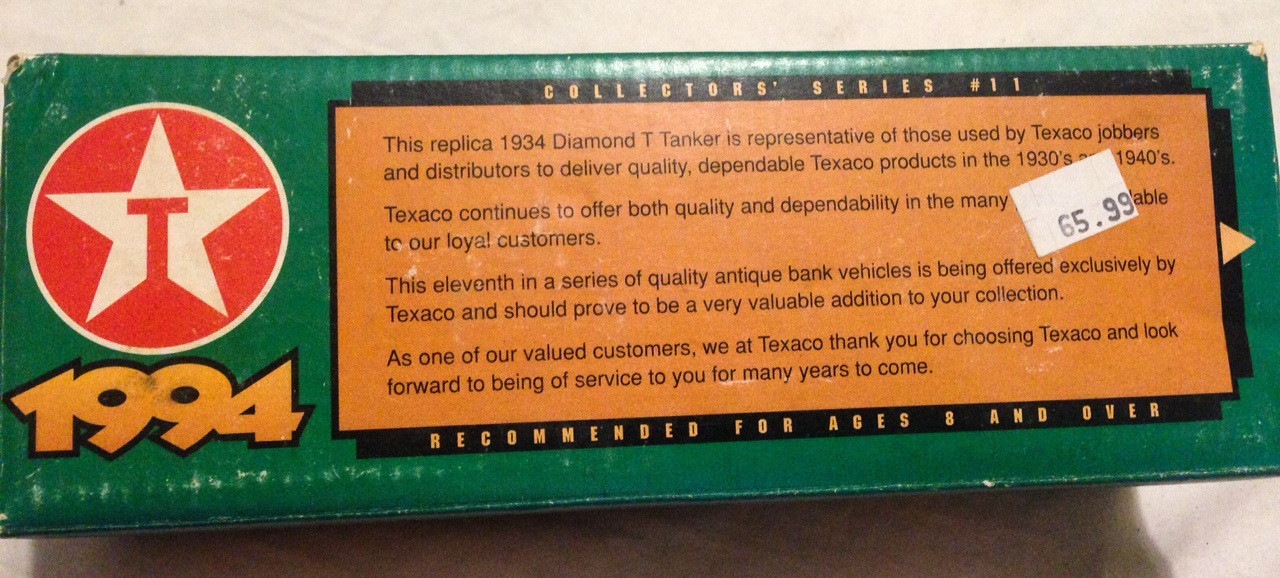 T
1994
COLLECTORS' SERIES #11
This replica 1934 Diamond T Tanker is representative of those used by Texaco jobbers
and distributors to deliver quality, dependable Texaco products in the 1930's 1940's.
Texaco continues to offer both quality and dependability in the many
65.99
to our loyal customers.
This eleventh in a series of quality antique bank vehicles is being offered exclusively by
Texaco and should prove to be a very valuable addition to your collection.
As one of our valued customers, we at Texaco thank you for choosing Texaco and look
forward to being of service to you for many years to come.
RECOMMENDED FOR AGES 8 AND OVER